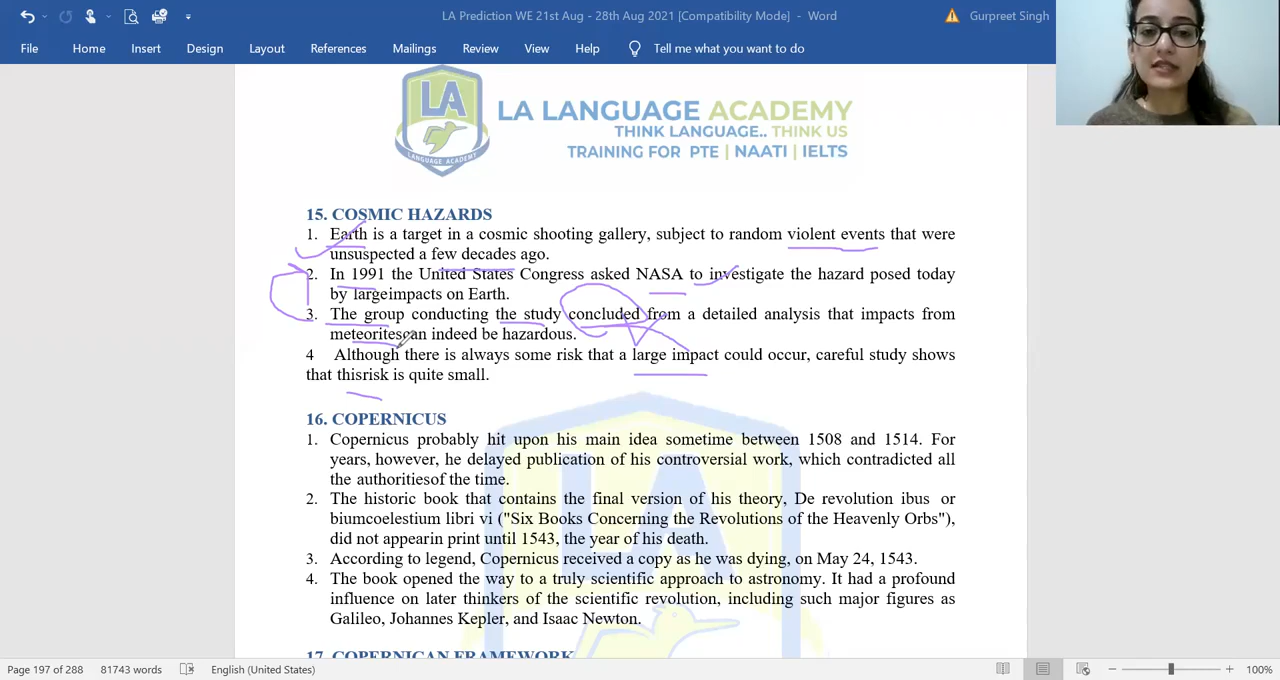 LA Prediction WE 21st Aug - 28th Aug 2021 [Compatibility Mode] - Word
Gurpreet Singh
File Home Insert Design Layout References Mailings Review View Help Tell me what you want to do
LA
LANGUAGE ACADEMY
LA LANGUAGE ACADEMY
THINK LANGUAGE.. THINK US
TRAINING FOR PTE | NAATI | IELTS
15. COSMIC HAZARDS
1. Earth is a target in a cosmic shooting gallery, subject to random violent events that were
unsuspected a few decades ago.
2. In 1991 the United States Congress asked NASA to investigate the hazard posed today
by largeimpacts on Earth.
3. The group conducting the study concluded from a detailed analysis that impacts from
meteoritescan indeed be hazardous.
4 Although there is always some risk that a large impact could occur, careful study shows
that thisrisk is quite small.
16. COPERNICUS
1. Copernicus probably hit upon his main idea sometime between 1508 and 1514. For
years, however, he delayed publication of his controversial work, which contradicted all
the authoritiesof the time.
2. The historic book that contains the final version of his theory, De revolution ibus or
biumcoelestium libri vi ("Six Books Concerning the Revolutions of the Heavenly Orbs"),
did not appearin print until 1543, the year of his death.
3. According to legend, Copernicus received a copy as he was dying, on May 24, 1543.
4. The book opened the way to a truly scientific approach to astronomy. It had a profound
influence on later thinkers of the scientific revolution, including such major figures as
Galileo, Johannes Kepler, and Isaac Newton.
17. COPERNICAN FRAMEWORK
Page 197 of 288 81743 words English (United States) 100%